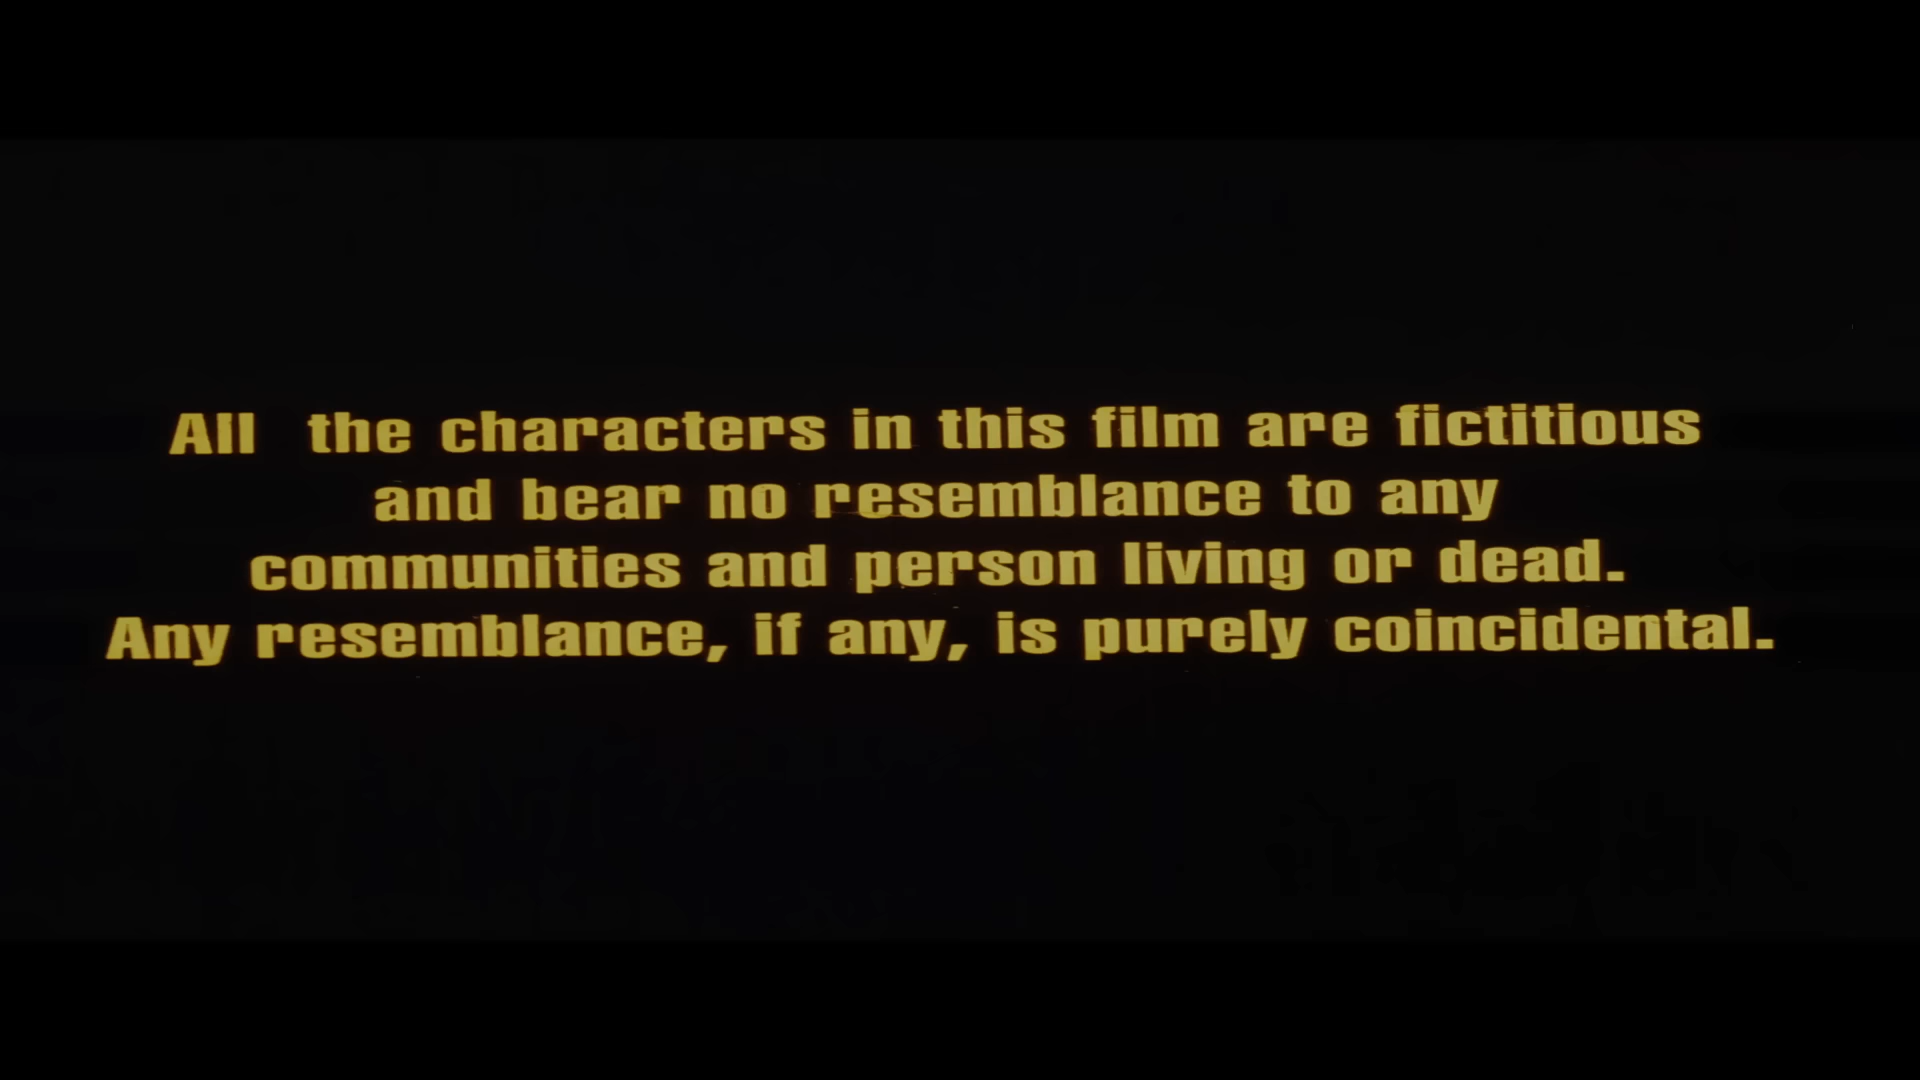 All the characters in this film are fictitious
and bear no resemblance to any
communities and person living or dead.
Any resemblance, if any, is purely coincidental.